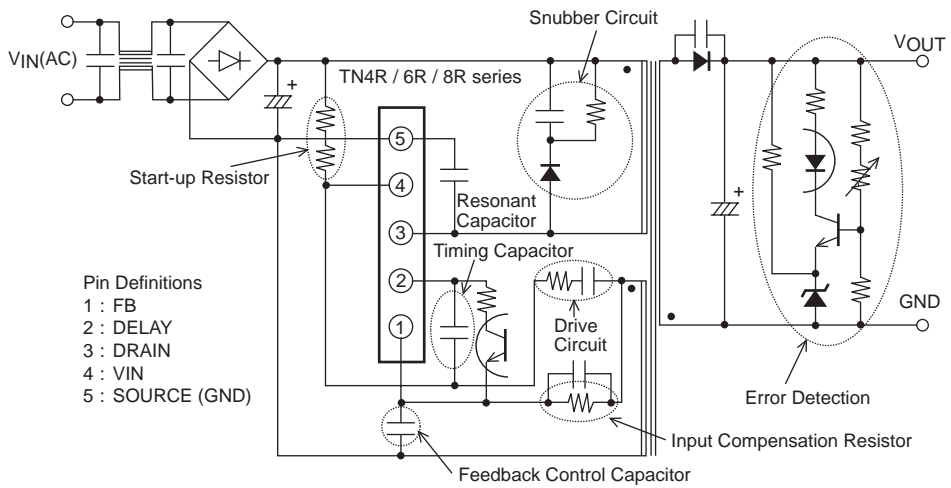 Snubber Circuit
VIN(AC)
TN4R / 6R / 8R series
VOUT
+
5
Start-up Resistor
4
Resonant
Capacitor
+
3
Timing Capacitor
Pin Definitions
1 : FB
2 : DELAY
3 : DRAIN
4 : VIN
5 : SOURCE (GND)
2
1
Drive
Circuit
GND
Error Detection
Input Compensation Resistor
Feedback Control Capacitor